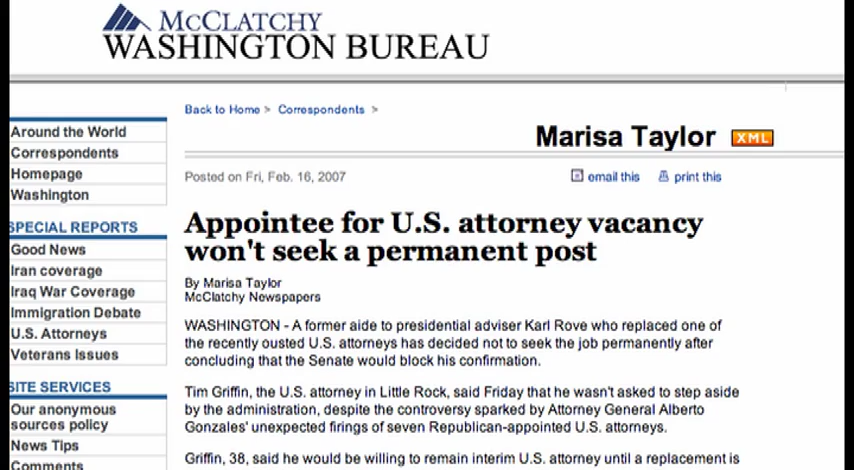 McCLATCHY
WASHINGTON BUREAU
Back to Home > Correspondents >
Marisa Taylor XML
Posted on Fri, Feb. 16, 2007
email this print this
Appointee for U.S. attorney vacancy
won't seek a permanent post
By Marisa Taylor
McClatchy Newspapers
WASHINGTON - A former aide to presidential adviser Karl Rove who replaced one of
the recently ousted U.S. attorneys has decided not to seek the job permanently after
concluding that the Senate would block his confirmation.
Tim Griffin, the U.S. attorney in Little Rock, said Friday that he wasn't asked to step aside
by the administration, despite the controversy sparked by Attorney General Alberto
Gonzales' unexpected firings of seven Republican-appointed U.S. attorneys.
Griffin, 38, said he would be willing to remain interim U.S. attorney until a replacement is
Around the World
Correspondents
Homepage
Washington
SPECIAL REPORTS
Good News
Iran coverage
Iraq War Coverage
Immigration Debate
U.S. Attorneys
Veterans Issues
SITE SERVICES
Our anonymous
sources policy
News Tips
Comments